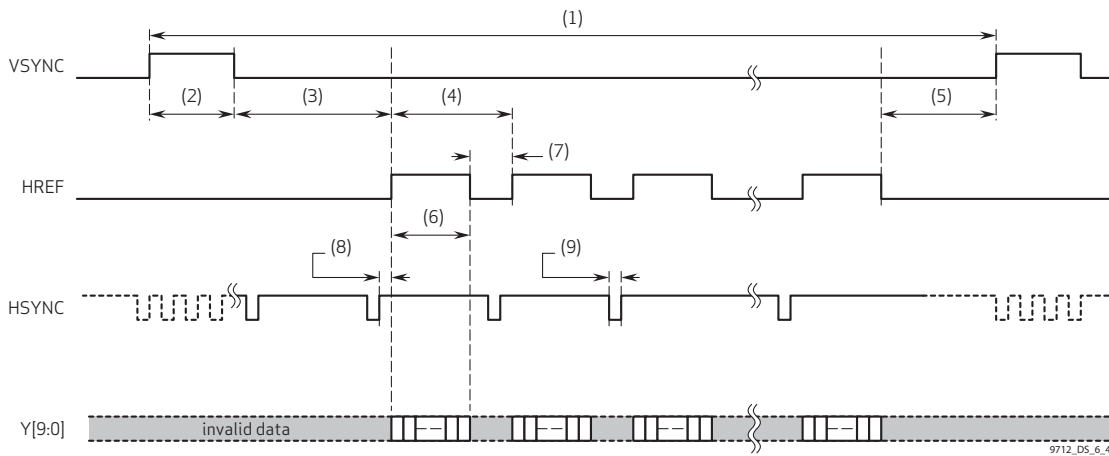 (1)
VSYNC
(2) (3) (4) (5)
(7)
HREF
(6)
(8) (9)
HSYNC
Y[9:0] invalid data
9712_DS_6_4